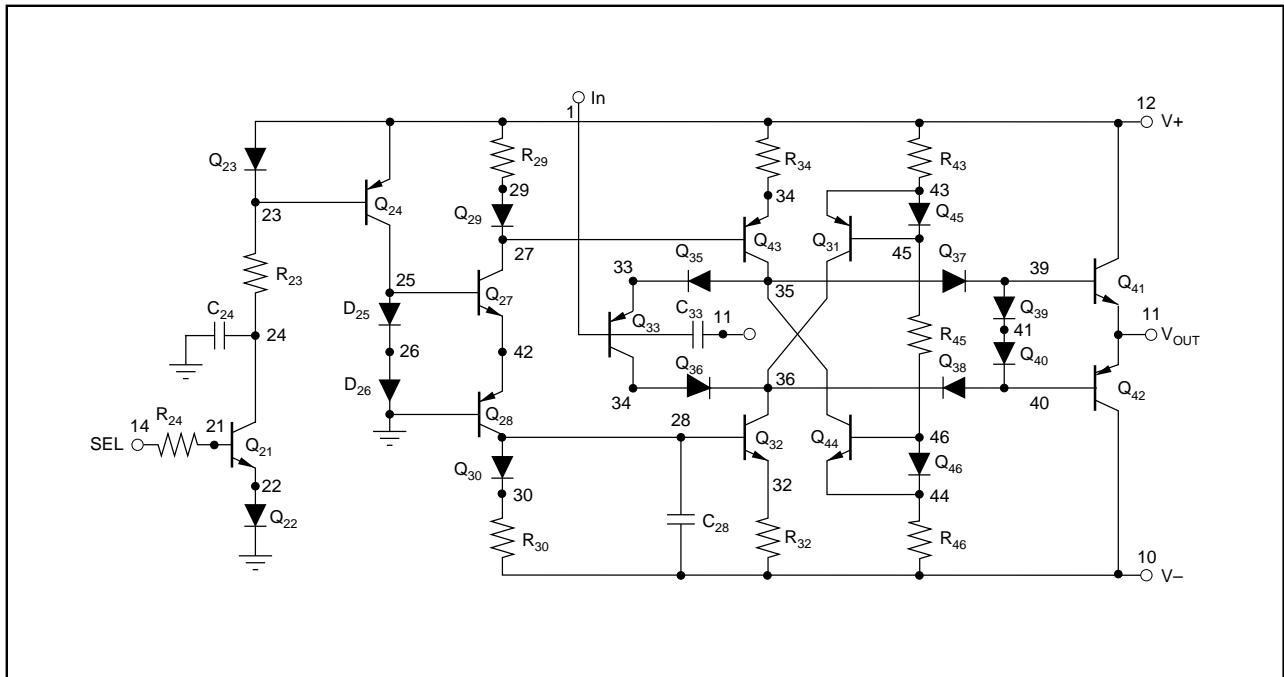 In
1
12
V+
Q23
R29
R34
R43
29
34
43
Q24
Q29
Q43
Q31
Q45
23
27
45
R23
33
Q35
Q37
39
25
Q27
35
Q41
C24
D25
Q33
C33
11
Q39
24
26
42
R45
41
11
VOUT
Q36
Q38
Q40
D26
36
40
Q42
34
Q28
28
R24
14
21
SEL
Q21
Q32
Q44
46
Q30
Q46
22
30
32
44
Q22
C28
R30
R32
R46
10
V–